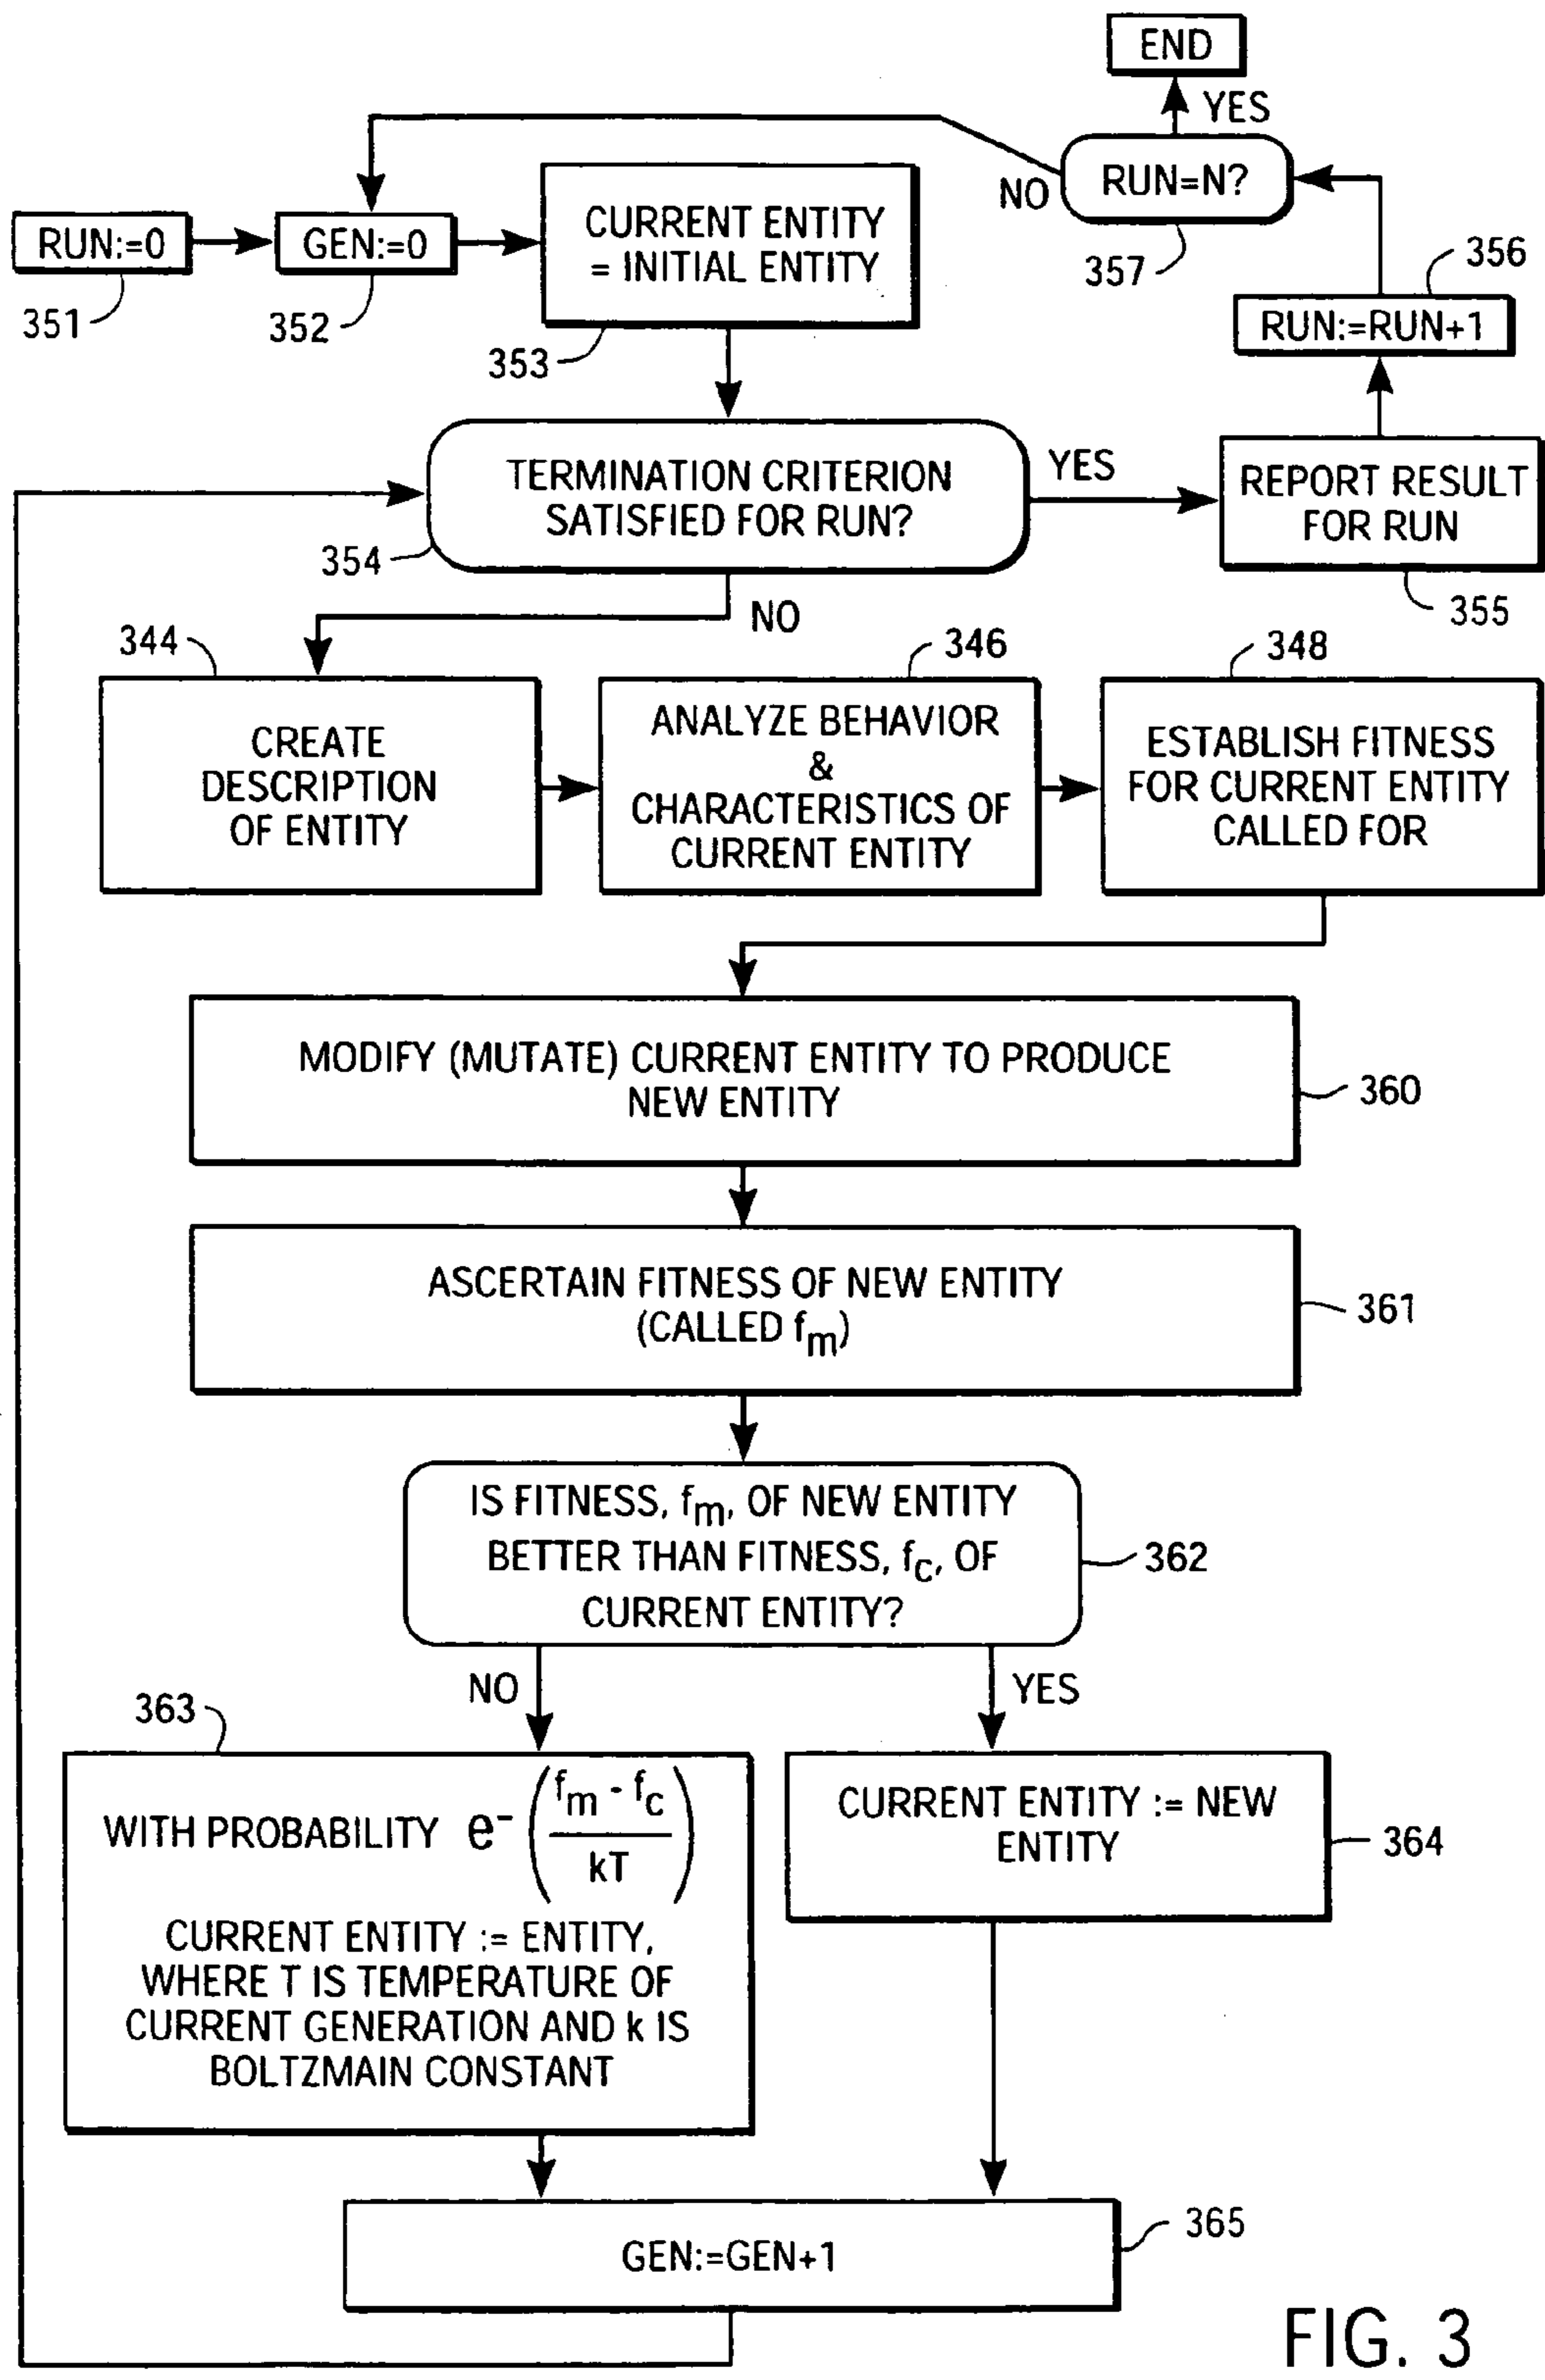 END
YES
RUN=N?
NO
357
356
RUN:=RUN+1
RUN:=0
351
GEN:=0
352
CURRENT ENTITY
= INITIAL ENTITY
353
TERMINATION CRITERION
SATISFIED FOR RUN?
354
YES
REPORT RESULT
FOR RUN
355
NO
344
CREATE
DESCRIPTION
OF ENTITY
346
ANALYZE BEHAVIOR
&
CHARACTERISTICS OF
CURRENT ENTITY
348
ESTABLISH FITNESS
FOR CURRENT ENTITY
CALLED FOR
MODIFY (MUTATE) CURRENT ENTITY TO PRODUCE
NEW ENTITY
360
ASCERTAIN FITNESS OF NEW ENTITY
(CALLED fm)
361
IS FITNESS, fm, OF NEW ENTITY
BETTER THAN FITNESS, fc, OF
CURRENT ENTITY?
362
NO
YES
363
WITH PROBABILITY e-(fm - fc / kT)
CURRENT ENTITY := ENTITY,
WHERE T IS TEMPERATURE OF
CURRENT GENERATION AND k IS
BOLTZMAIN CONSTANT
CURRENT ENTITY := NEW
ENTITY
364
GEN:=GEN+1
365
FIG. 3